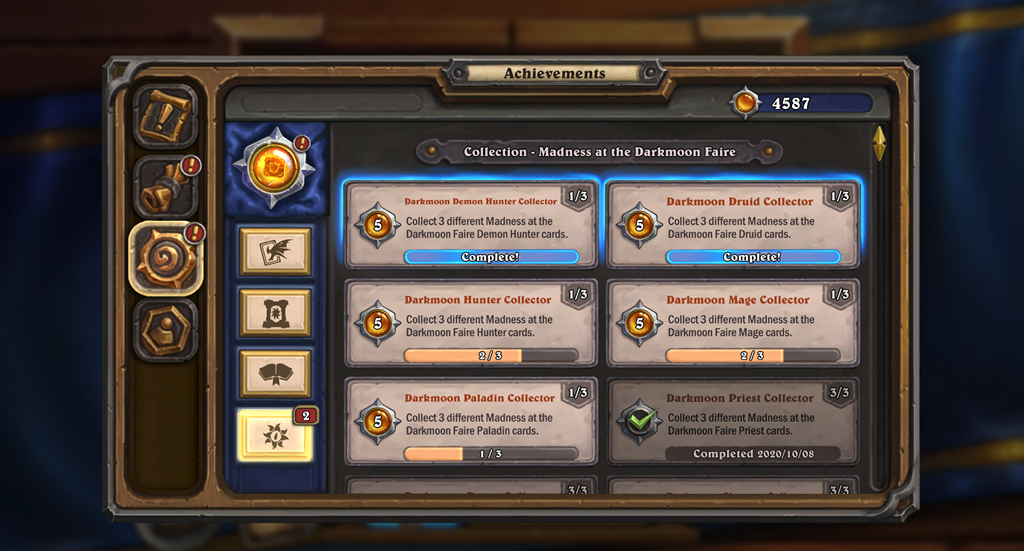 Achievements
4587
Collection - Madness at the Darkmoon Faire
Darkmoon Demon Hunter Collector
1/3
5
Collect 3 different Madness at the
Darkmoon Faire Demon Hunter cards.
Complete!
Darkmoon Druid Collector
1/3
5
Collect 3 different Madness at the
Darkmoon Faire Druid cards.
Complete!
Darkmoon Hunter Collector
1/3
5
Collect 3 different Madness at the
Darkmoon Faire Hunter cards.
2 / 3
Darkmoon Mage Collector
1/3
5
Collect 3 different Madness at the
Darkmoon Faire Mage cards.
2 / 3
2
Darkmoon Paladin Collector
1/3
5
Collect 3 different Madness at the
Darkmoon Faire Paladin cards.
1 / 3
Darkmoon Priest Collector
3/3
Collect 3 different Madness at the
Darkmoon Faire Priest cards.
Completed 2020/10/08
3/3
3/3